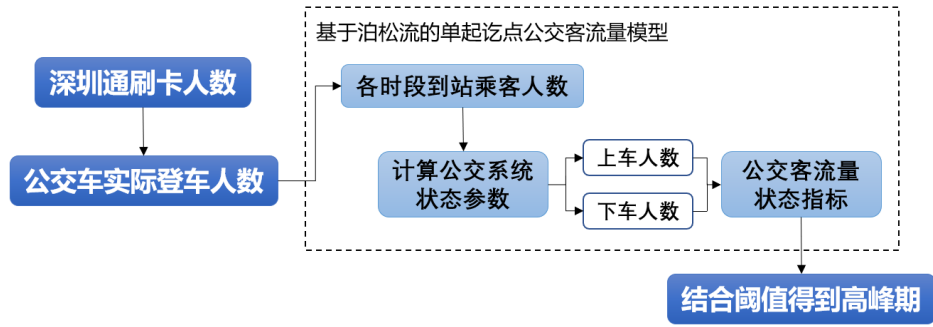 基于泊松流的单起讫点公交客流量模型
深圳通刷卡人数
各时段到站乘客人数
公交车实际登车人数
计算公交系统
状态参数
上车人数
下车人数
公交客流量
状态指标
结合阈值得到高峰期